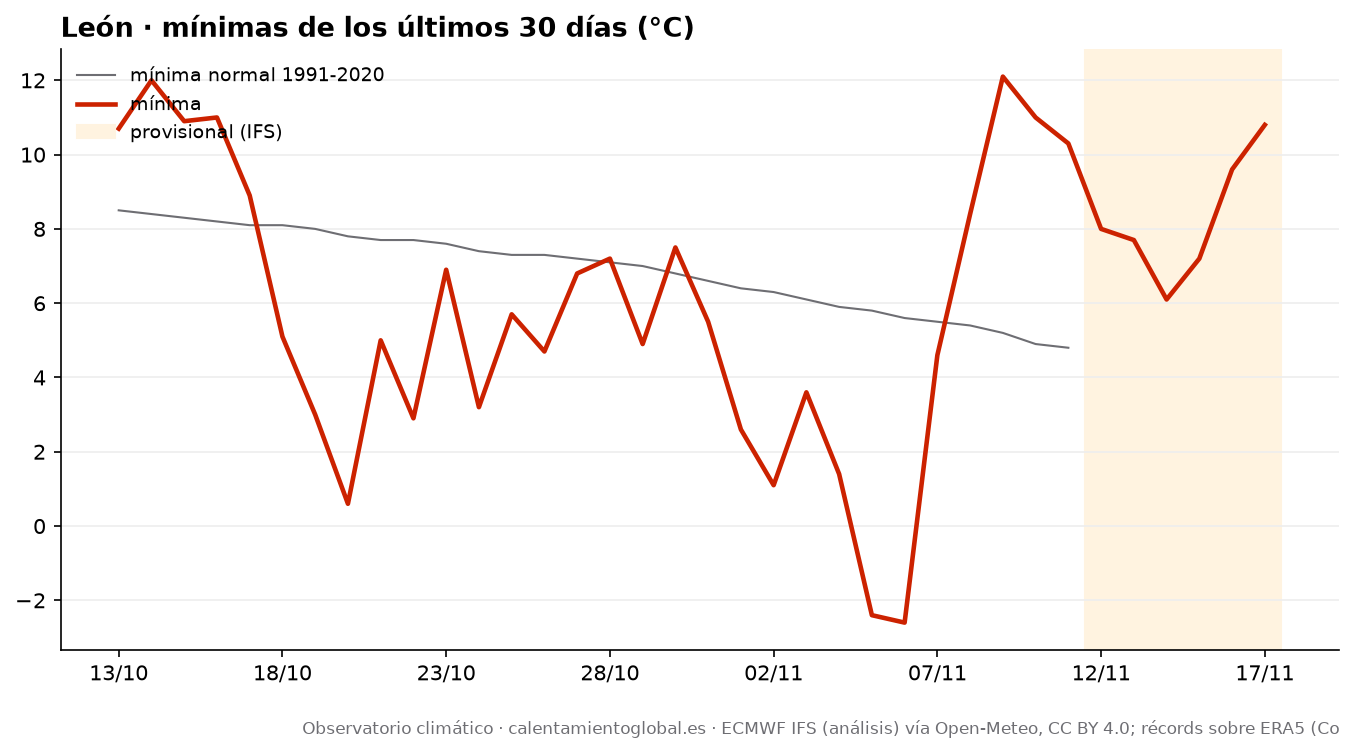 León · mínimas de los últimos 30 días (°C)
mínima normal 1991-2020
mínima
provisional (IFS)
12
10
8
6
4
2
0
−2
13/10 18/10 23/10 28/10 02/11 07/11 12/11 17/11
Observatorio climático · calentamientoglobal.es · ECMWF IFS (análisis) vía Open-Meteo, CC BY 4.0; récords sobre ERA5 (Co